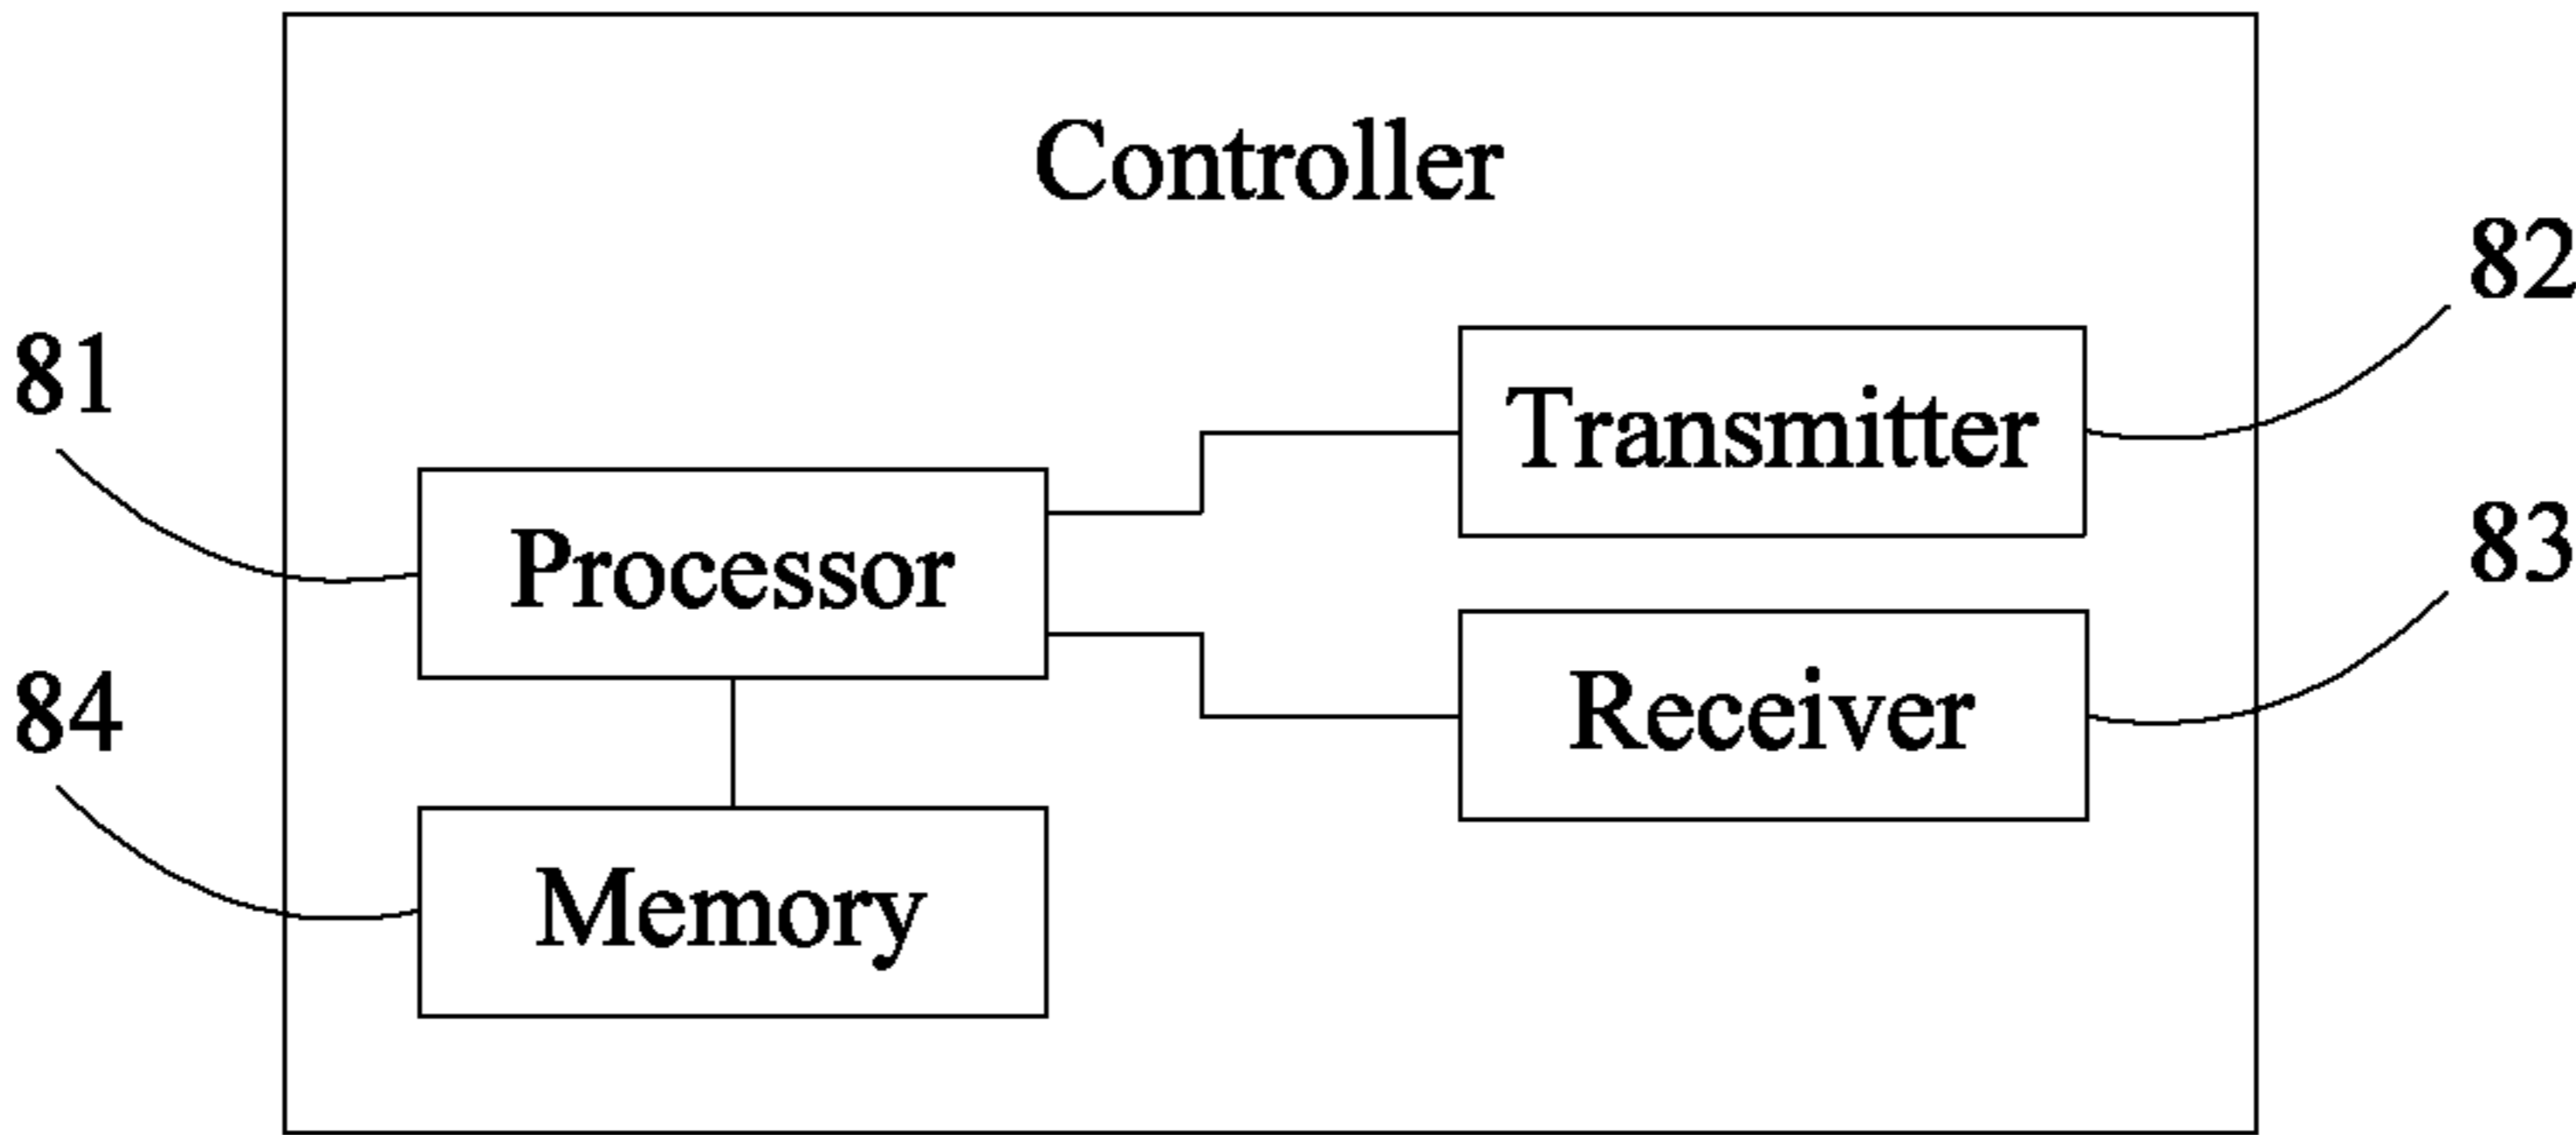 Controller
82
81
Transmitter
83
Processor
84
Receiver
Memory